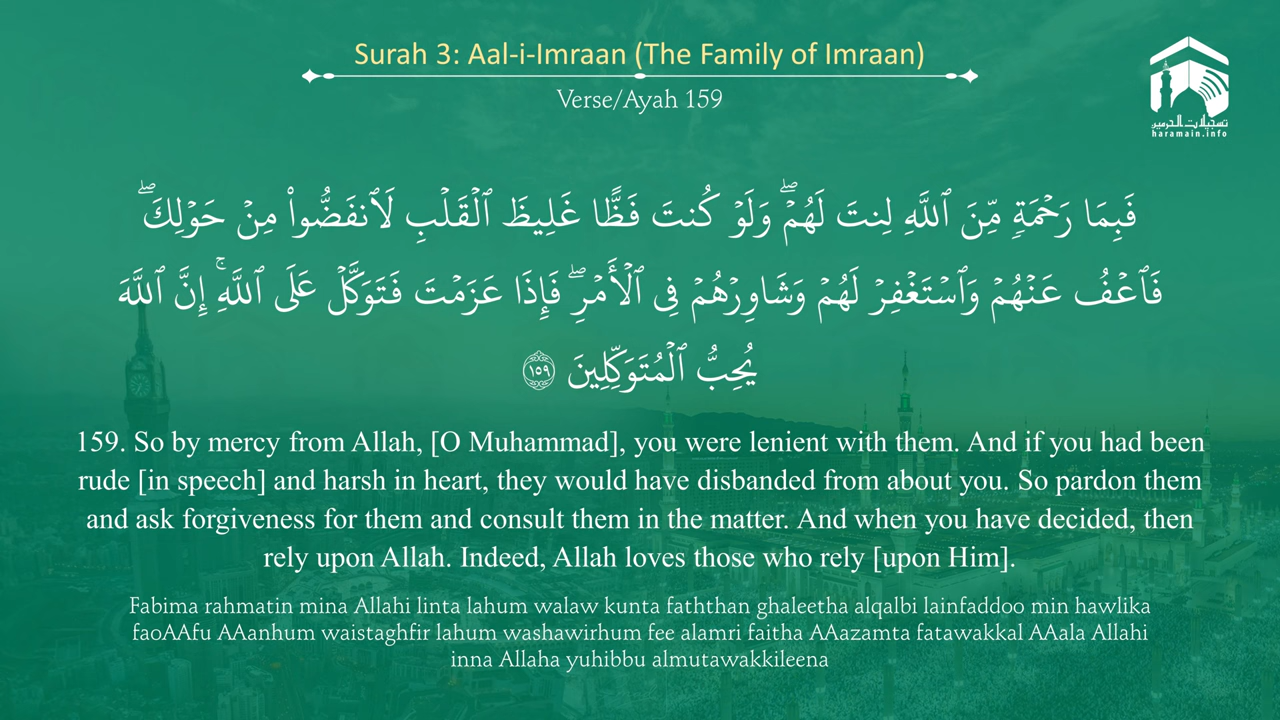 Surah 3: Aal-i-Imraan (The Family of Imraan)
Verse/Ayah 159
تسجيلات الحرمين
haramain.info
فَبِمَا رَحْمَةٍ مِّنَ ٱللَّهِ لِنتَ لَهُمْ ۖ وَلَوْ كُنتَ فَظًّا غَلِيظَ ٱلْقَلْبِ لَٱنفَضُّوا۟ مِنْ حَوْلِكَ ۖ
فَٱعْفُ عَنْهُمْ وَٱسْتَغْفِرْ لَهُمْ وَشَاوِرْهُمْ فِى ٱلْأَمْرِ ۖ فَإِذَا عَزَمْتَ فَتَوَكَّلْ عَلَى ٱللَّهِ ۚ إِنَّ ٱللَّهَ
يُحِبُّ ٱلْمُتَوَكِّلِينَ ١٥٩
159. So by mercy from Allah, [O Muhammad], you were lenient with them. And if you had been
rude [in speech] and harsh in heart, they would have disbanded from about you. So pardon them
and ask forgiveness for them and consult them in the matter. And when you have decided, then
rely upon Allah. Indeed, Allah loves those who rely [upon Him].
Fabima rahmatin mina Allahi linta lahum walaw kunta faththan ghaleetha alqalbi lainfaddoo min hawlika
faoAAfu AAanhum waistaghfir lahum washawirhum fee alamri faitha AAazamta fatawakkal AAala Allahi
inna Allaha yuhibbu almutawakkileena